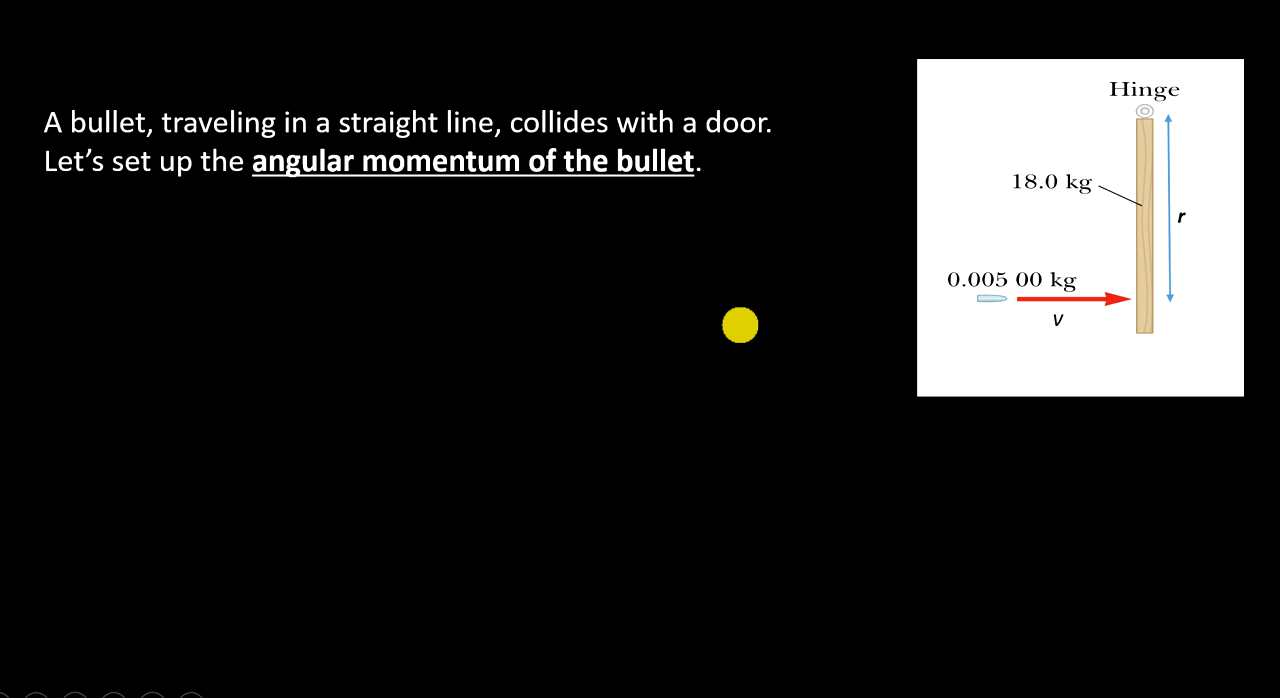 A bullet, traveling in a straight line, collides with a door.
Let’s set up the angular momentum of the bullet.
Hinge
18.0 kg
r
0.005 00 kg
v